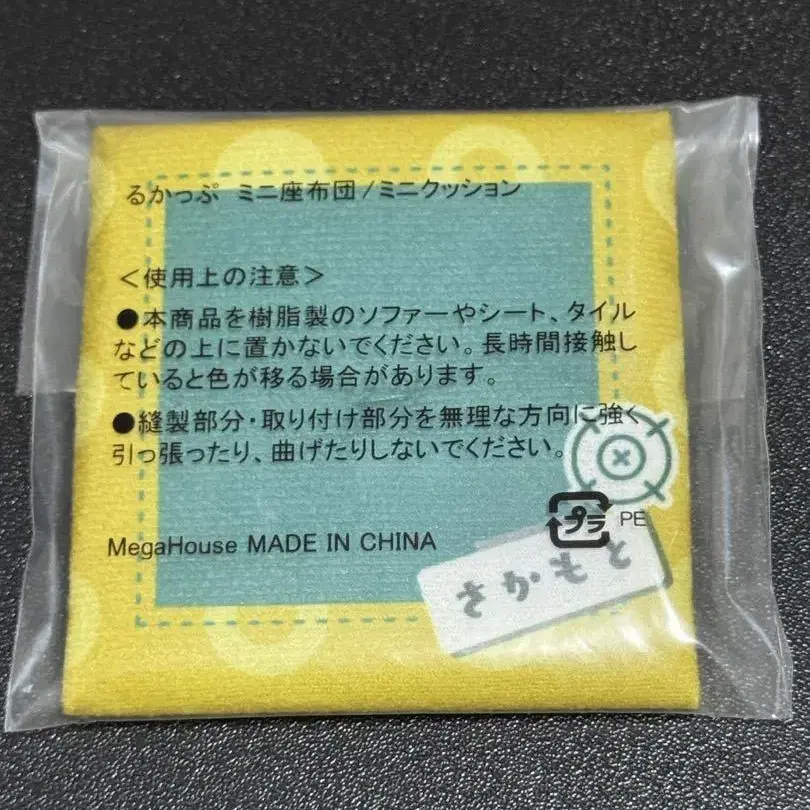 るかっぷ ミニ座布団/ミニクッション
＜使用上の注意＞
●本商品を樹脂製のソファーやシート、タイル
などの上に置かないでください。長時間接触し
ていると色が移る場合があります。
●縫製部分・取り付け部分を無理な方向に強く
引っ張ったり、曲げたりしないでください。
プラ PE
MegaHouse MADE IN CHINA
さかもと